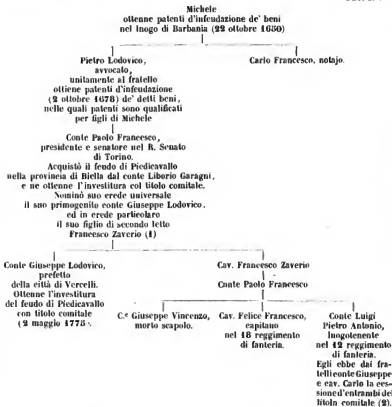 Michele
ottenne patenti d'infeudazione de' beni
nel luogo di Barbania (22 ottobre 1650)
Pietro Lodovico,
avvocato,
unitamente al fratello
ottiene patenti d'infeudazione
(2 ottobre 1678) de' detti beni,
nelle quali patenti sono qualificati
per figli di Michele
Carlo Francesco, notajo.
Conte Paolo Francesco,
presidente e senatore nel R. Senato
di Torino.
Acquistò il feudo di Piedicavallo
nella provincia di Biella dal conte Liborio Garagni,
e ne ottenne l'investitura col titolo comitale.
Nominò suo erede universale
il suo primogenito conte Giuseppe Lodovico.
ed in erede particolare
il suo figlio di secondo letto
Francesco Zaverio (1)
Conte Giuseppe Lodovico,
prefetto
della città di Vercelli.
Ottenne l'investitura
del feudo di Piedicavallo
con titolo comitale
(2 maggio 1775).
Cav. Francesco Zaverio
Conte Paolo Francesco
C.e Giuseppe Vincenzo,
morto scapolo.
Cav. Felice Francesco,
capitano
nel 18 reggimento
di fanteria.
Conte Luigi
Pietro Antonio,
luogotenente
nel 12 reggimento
di fanteria.
Egli ebbe dai fra-
telli conte Giuseppe
e cav. Carlo la ces-
sione d'entrambi del
titolo comitale (2).